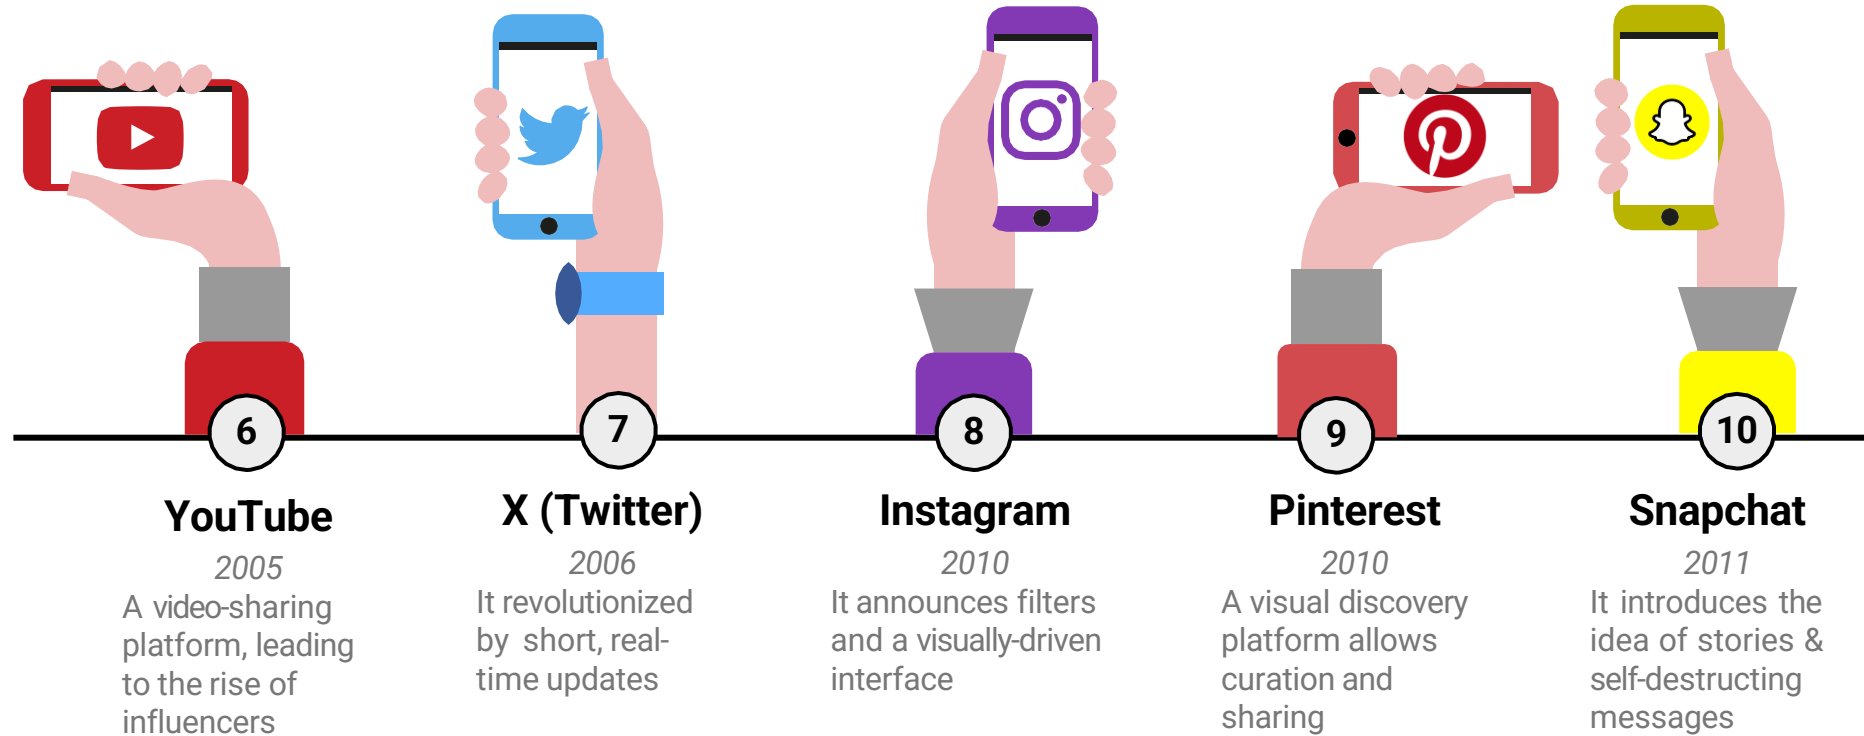 6
YouTube
2005
A video-sharing
platform, leading
to the rise of
influencers
7
X (Twitter)
2006
It revolutionized
by short, real-
time updates
8
Instagram
2010
It announces filters
and a visually-driven
interface
9
Pinterest
2010
A visual discovery
platform allows
curation and
sharing
10
Snapchat
2011
It introduces the
idea of stories &
self-destructing
messages